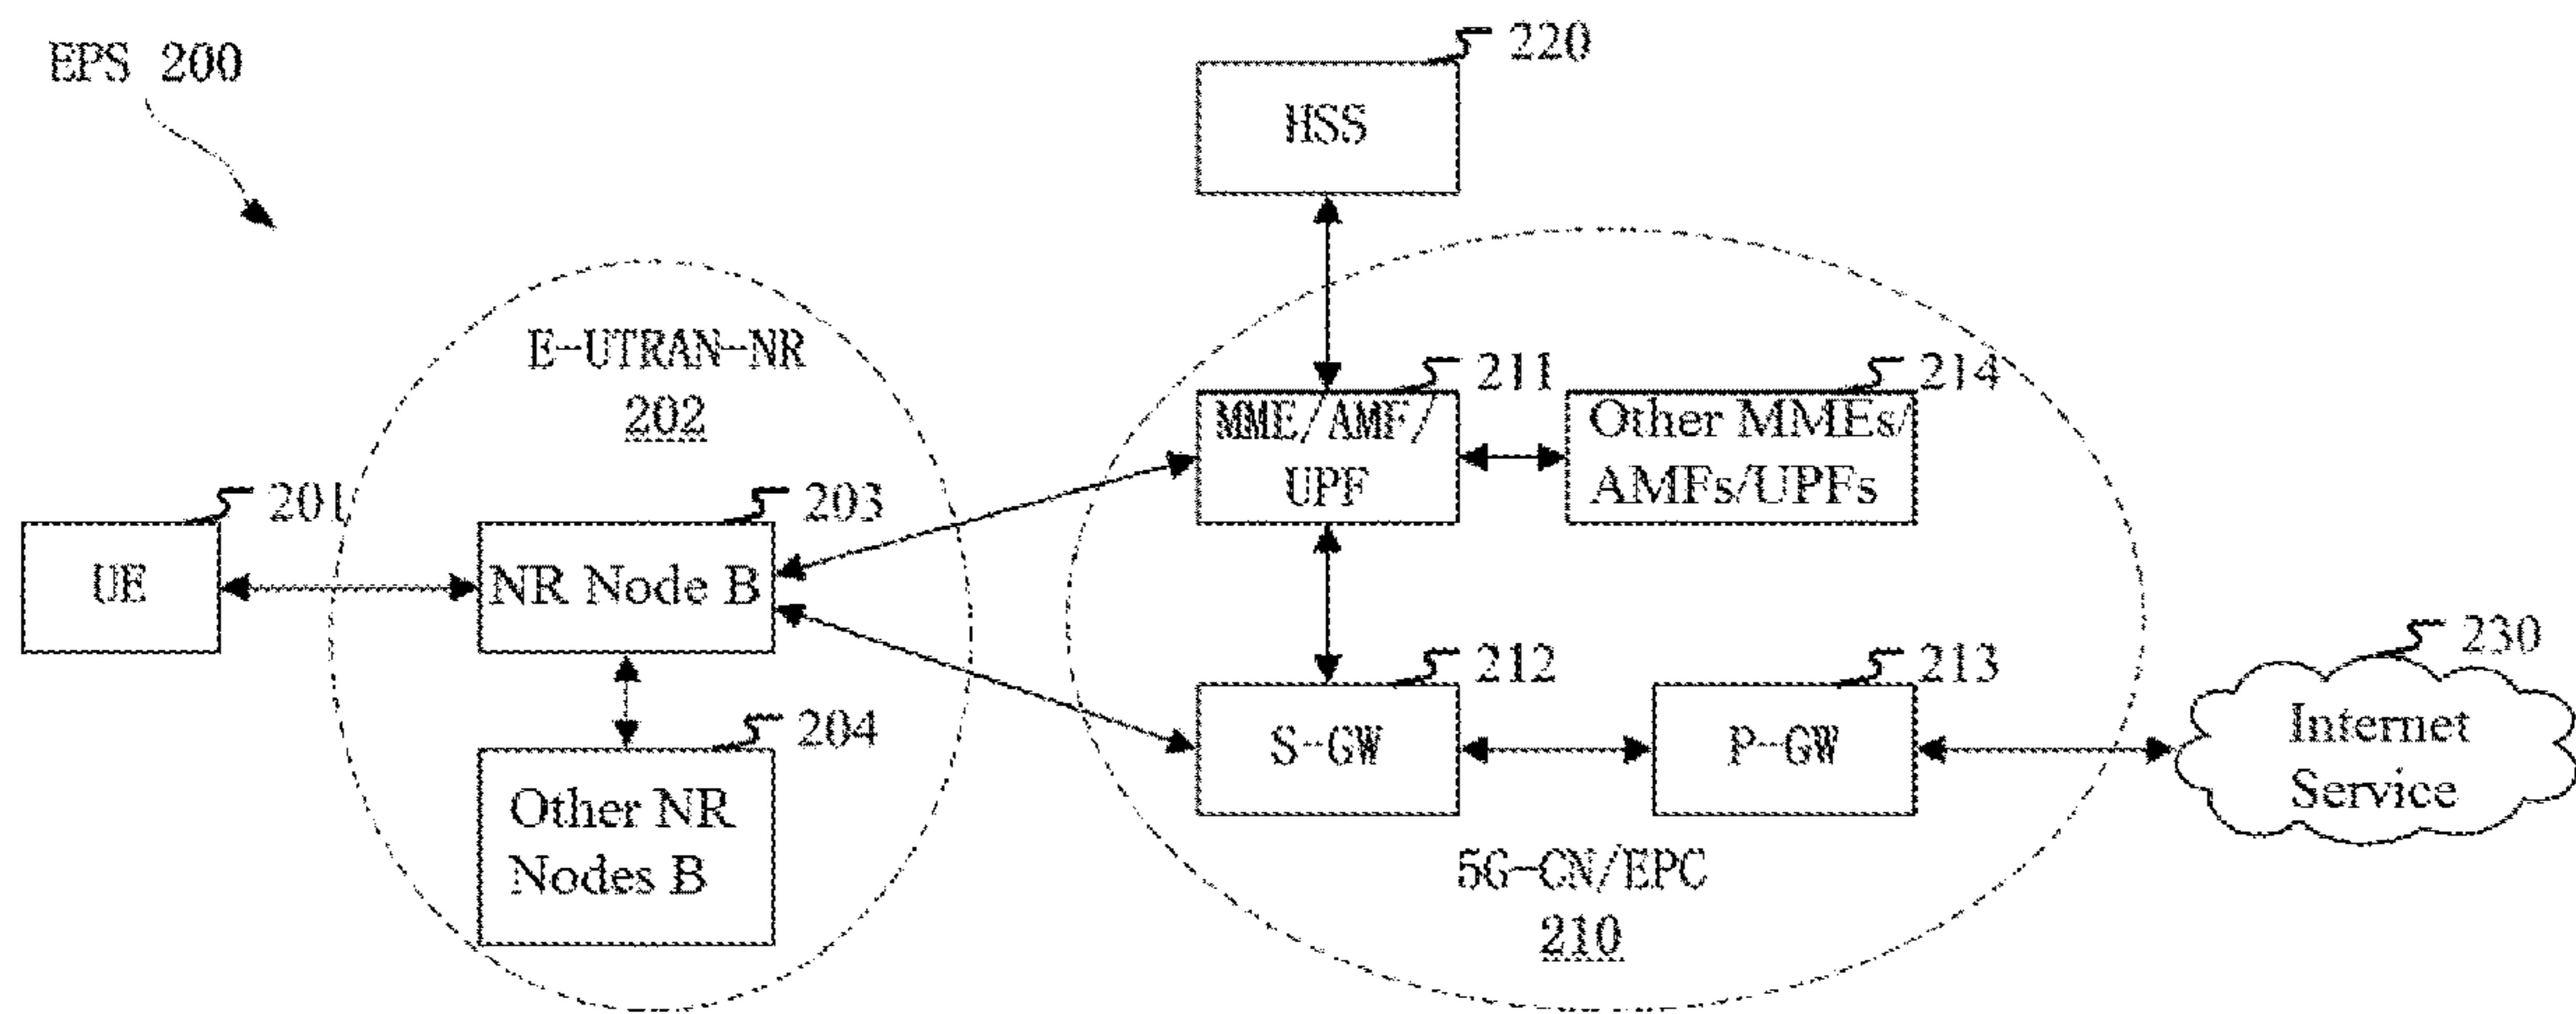 EPS 200
220
HSS
E-UTRAN-NR
202
211
MME/AMF/
UPF
214
Other MMEs/
AMFs/UPFs
201
UE
203
NR Node B
204
Other NR
Nodes B
212
S-GW
213
P-GW
230
Internet
Service
5G-CN/EPC
210